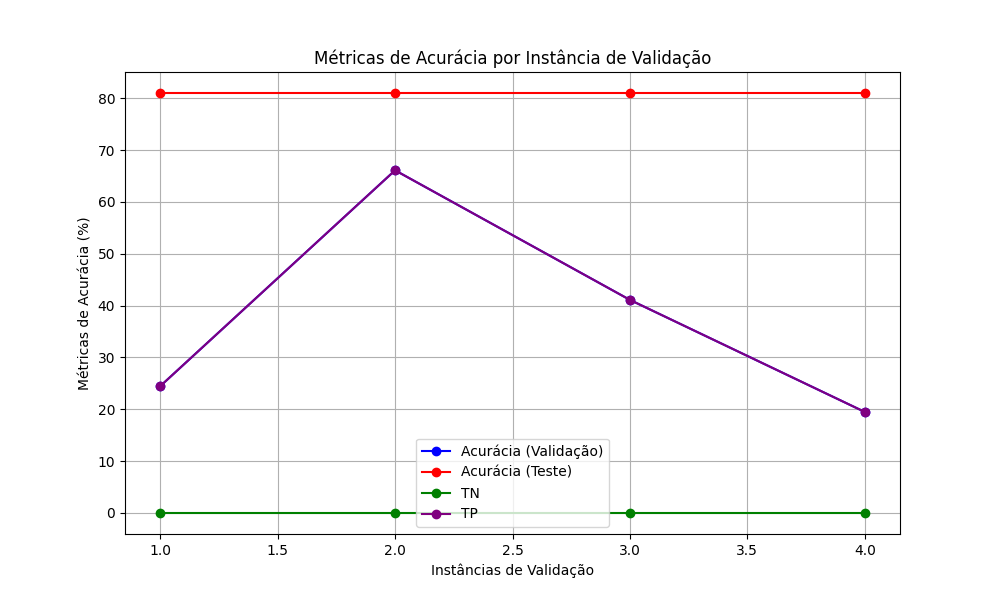 Métricas de Acurácia por Instância de Validação
Métricas de Acurácia (%)
80
70
60
50
40
30
20
10
0
Acurácia (Validação)
Acurácia (Teste)
TN
TP
1.0 1.5 2.0 2.5 3.0 3.5 4.0
Instâncias de Validação